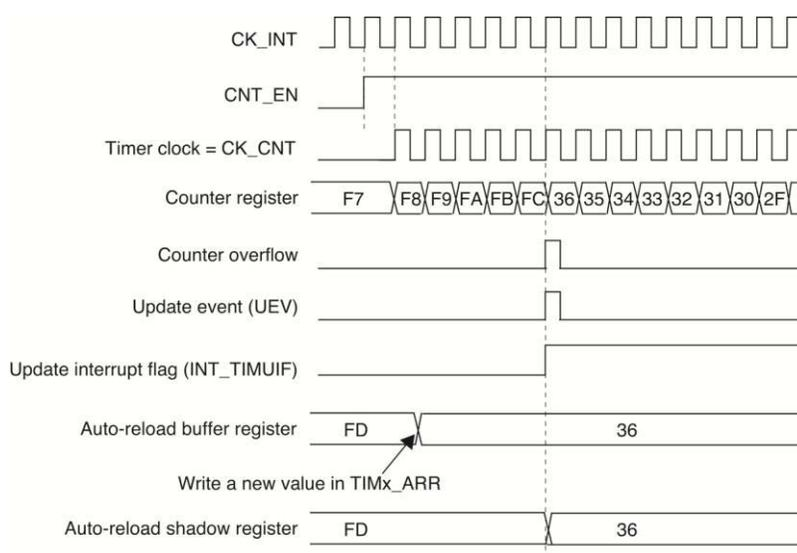 CK_INT
CNT_EN
Timer clock = CK_CNT
Counter register F7 F8 F9 FA FB FC 36 35 34 33 32 31 30 2F
Counter overflow
Update event (UEV)
Update interrupt flag (INT_TIMUIF)
Auto-reload buffer register FD 36
Write a new value in TIMx_ARR
Auto-reload shadow register FD 36